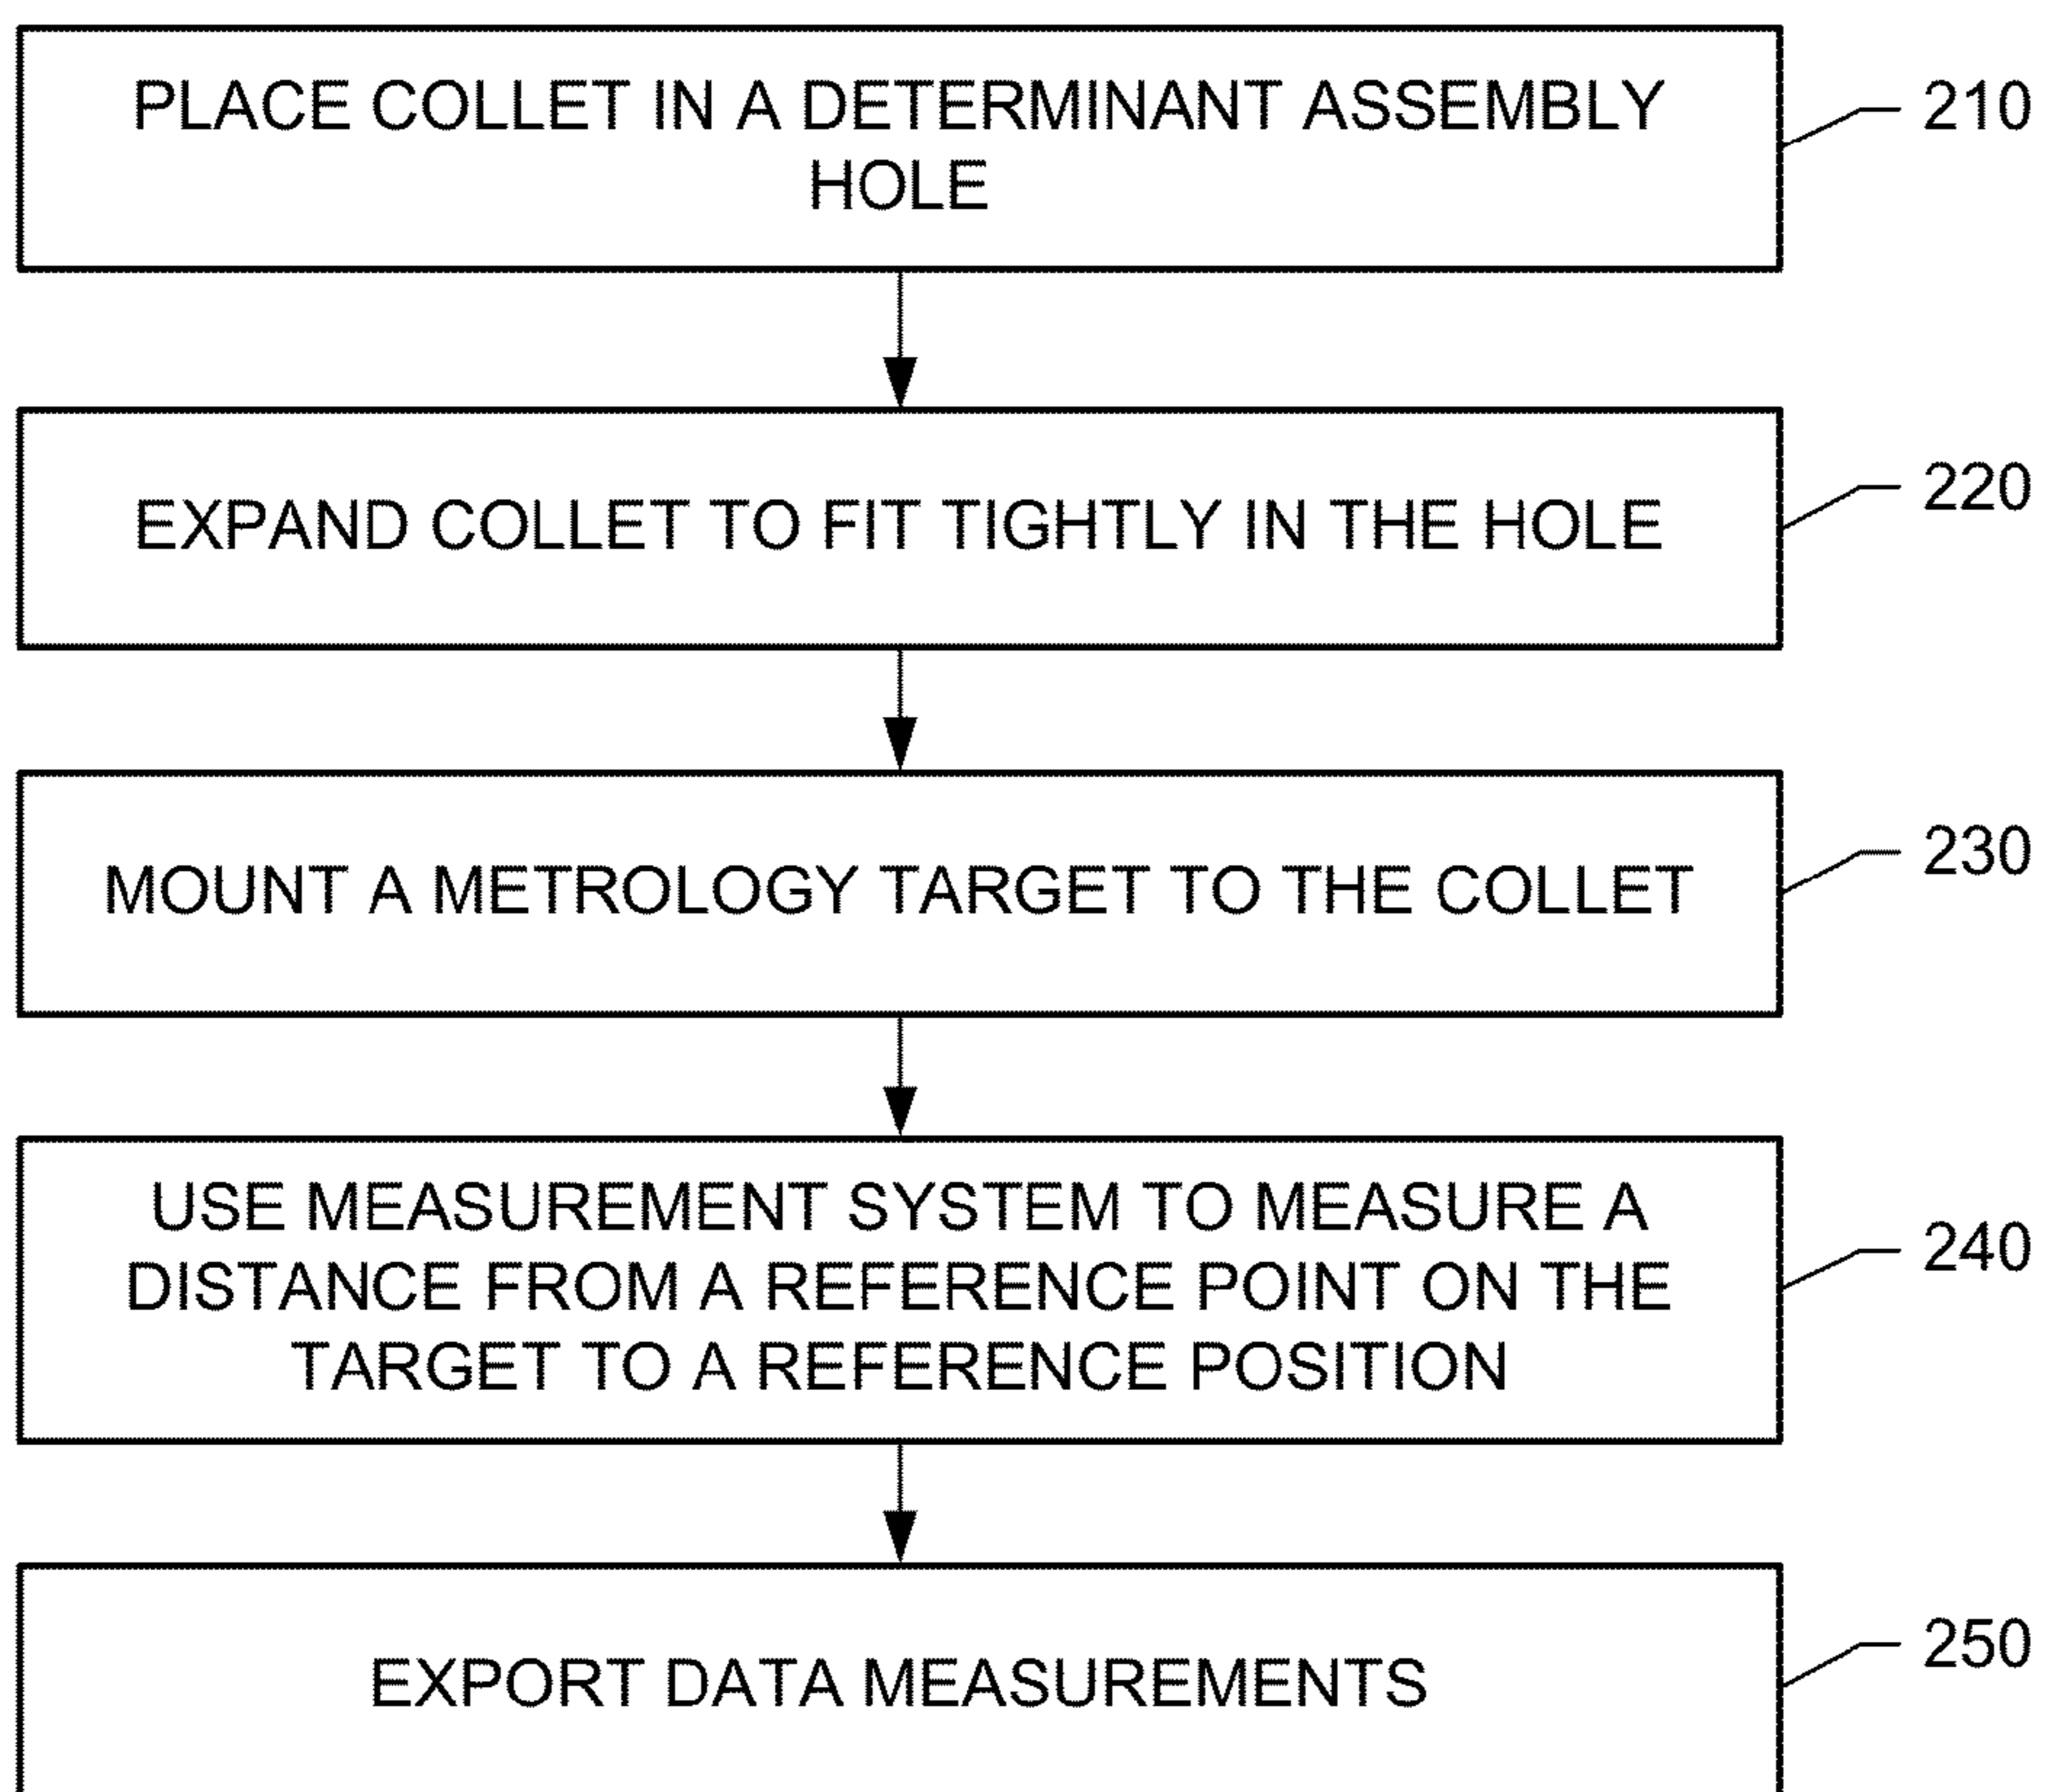 PLACE COLLET IN A DETERMINANT ASSEMBLY
HOLE
210
EXPAND COLLET TO FIT TIGHTLY IN THE HOLE
220
MOUNT A METROLOGY TARGET TO THE COLLET
230
USE MEASUREMENT SYSTEM TO MEASURE A
DISTANCE FROM A REFERENCE POINT ON THE
TARGET TO A REFERENCE POSITION
240
EXPORT DATA MEASUREMENTS
250